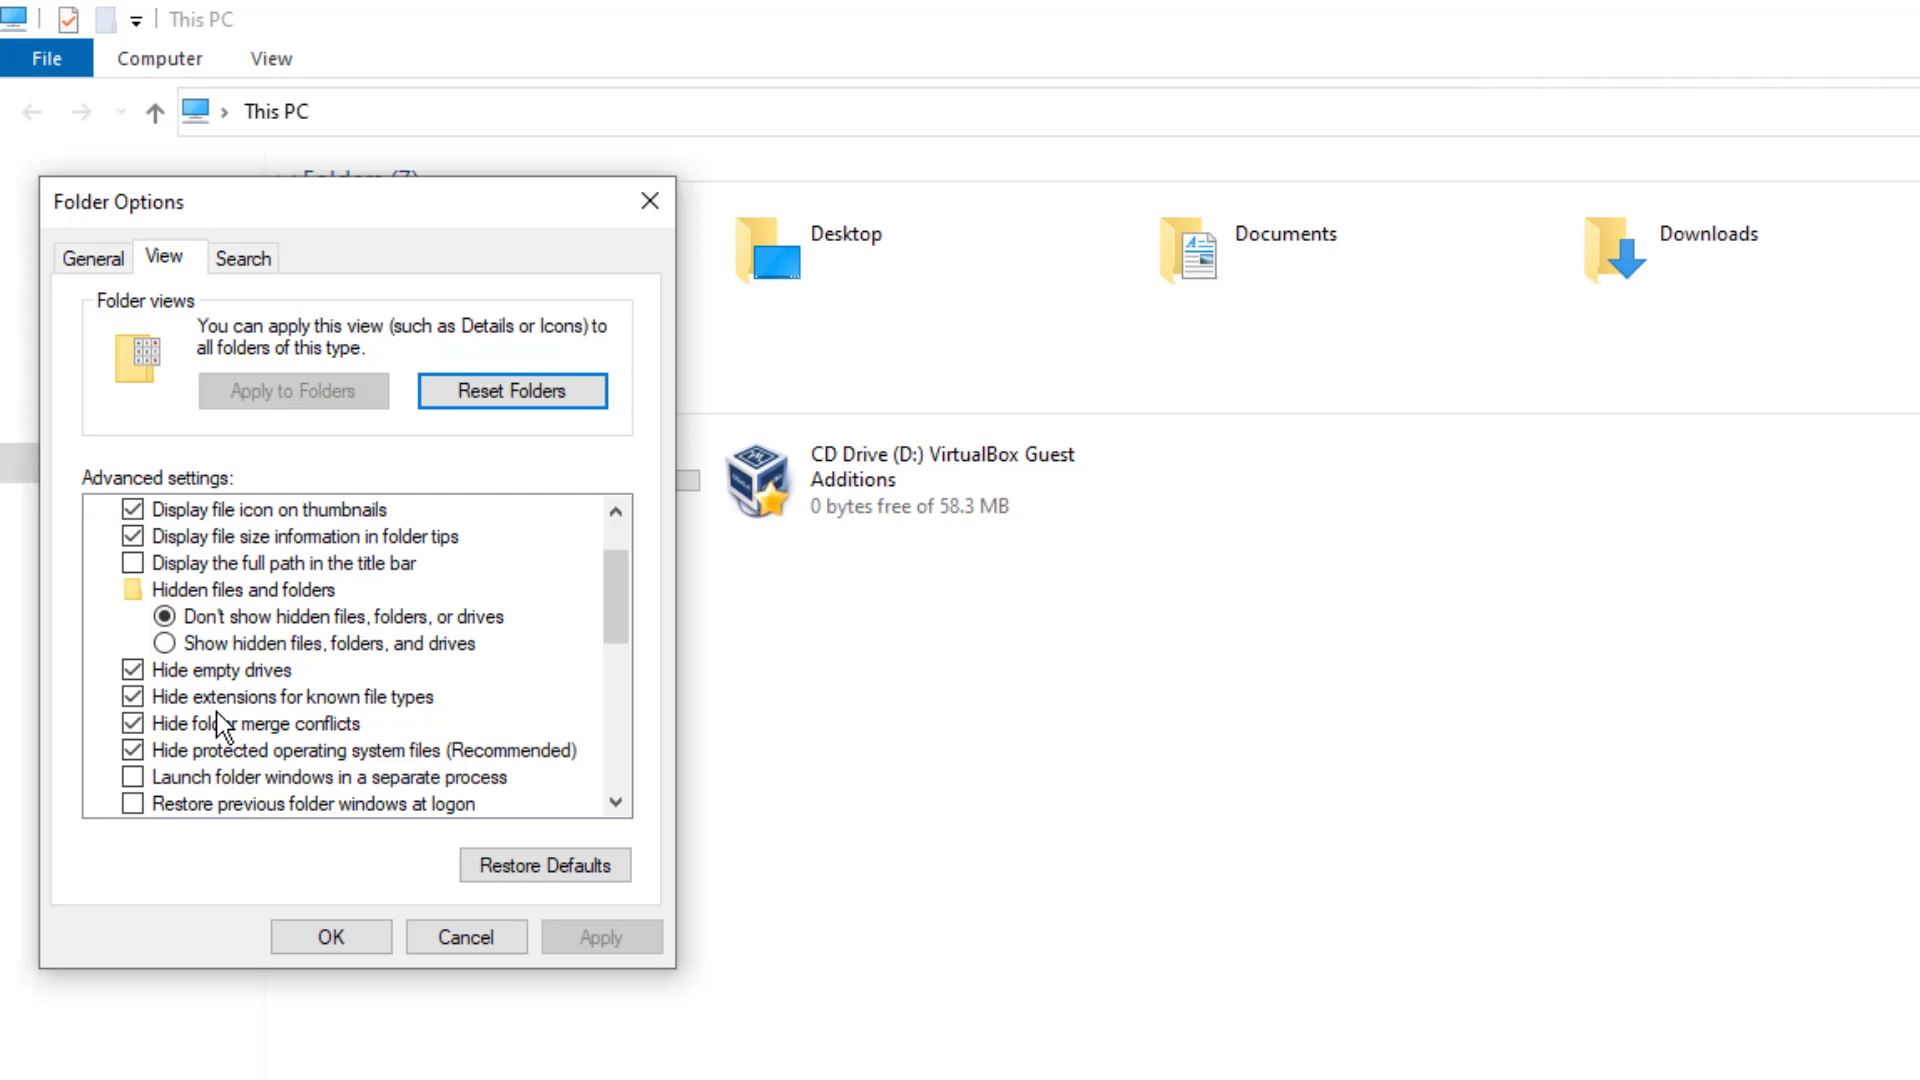 This PC
File
Computer
View
This PC
Folders (7)
Folder Options
General
View
Search
Folder views
You can apply this view (such as Details or Icons) to
all folders of this type.
Apply to Folders
Reset Folders
Advanced settings:
Display file icon on thumbnails
Display file size information in folder tips
Display the full path in the title bar
Hidden files and folders
Don't show hidden files, folders, or drives
Show hidden files, folders, and drives
Hide empty drives
Hide extensions for known file types
Hide folder merge conflicts
Hide protected operating system files (Recommended)
Launch folder windows in a separate process
Restore previous folder windows at logon
Restore Defaults
OK
Cancel
Apply
Desktop
Documents
Downloads
CD Drive (D:) VirtualBox Guest
Additions
0 bytes free of 58.3 MB